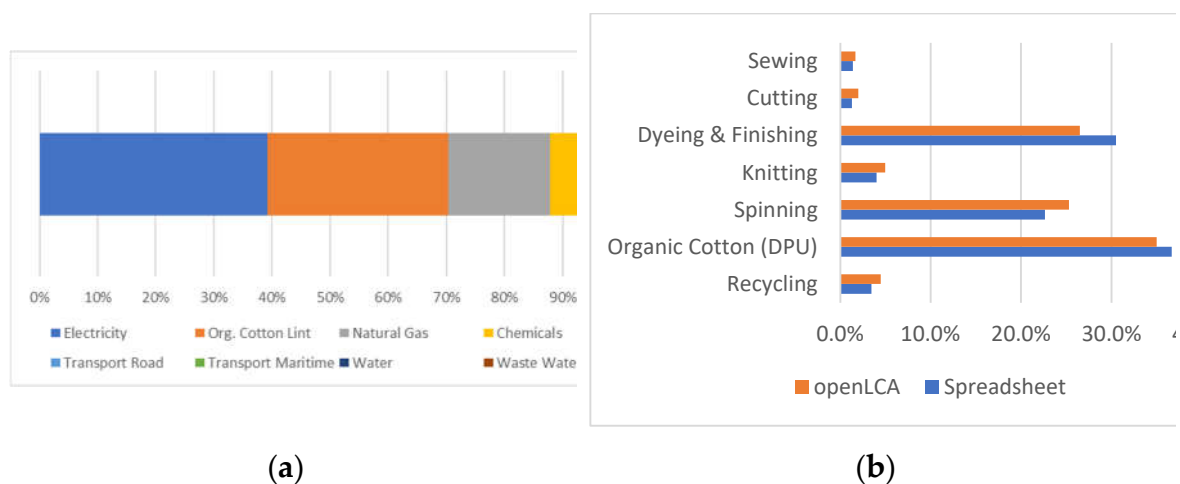 0% 10% 20% 30% 40% 50% 60% 70% 80% 90%
Electricity Org. Cotton Lint Natural Gas Chemicals
Transport Road Transport Maritime Water Waste Wate
(a)
Sewing
Cutting
Dyeing & Finishing
Knitting
Spinning
Organic Cotton (DPU)
Recycling
0.0% 10.0% 20.0% 30.0% 4
openLCA Spreadsheet
(b)